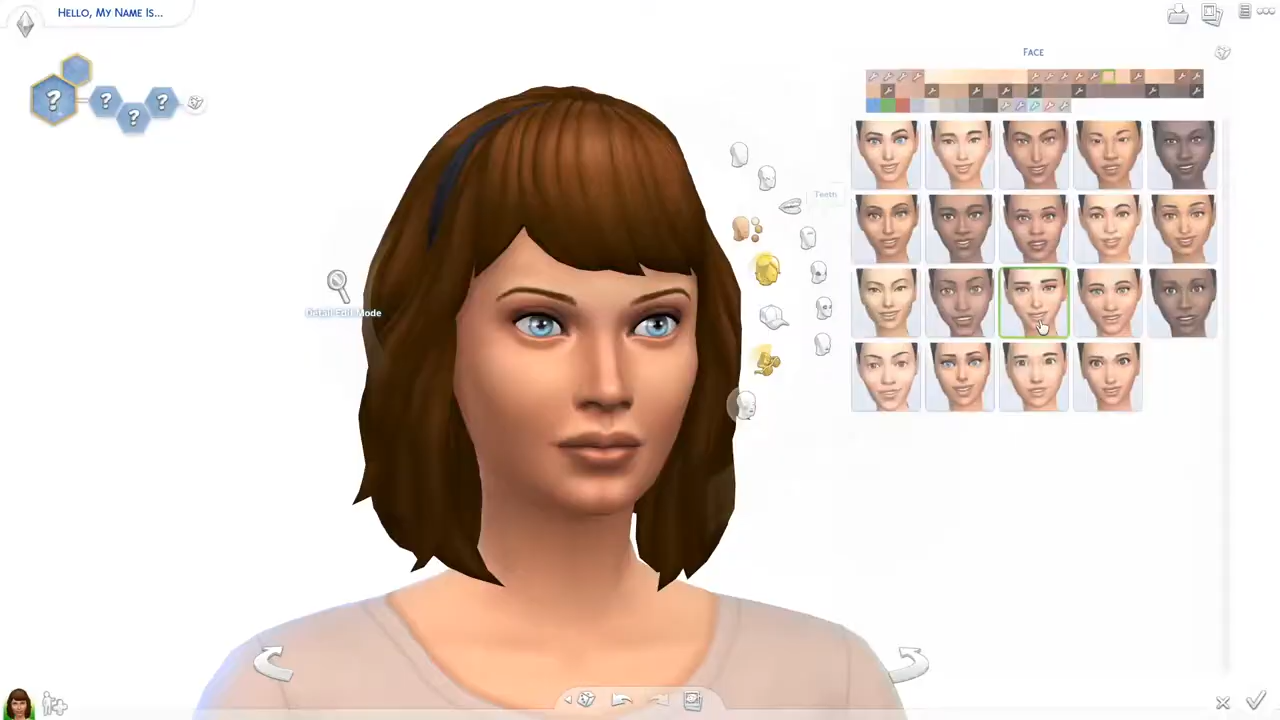 Hello, My Name Is...
Face
Teeth
Detail Edit Mode
? ? ? ?